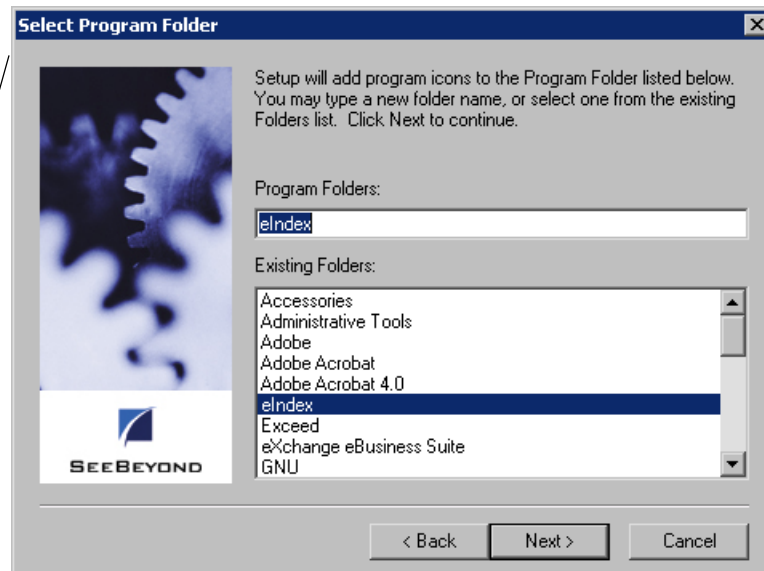 Select Program Folder
Setup will add program icons to the Program Folder listed below.
You may type a new folder name, or select one from the existing
Folders list. Click Next to continue.
Program Folders:
eIndex
Existing Folders:
Accessories
Administrative Tools
Adobe
Adobe Acrobat
Adobe Acrobat 4.0
eIndex
Exceed
eXchange eBusiness Suite
GNU
SEEBEYOND
< Back
Next >
Cancel